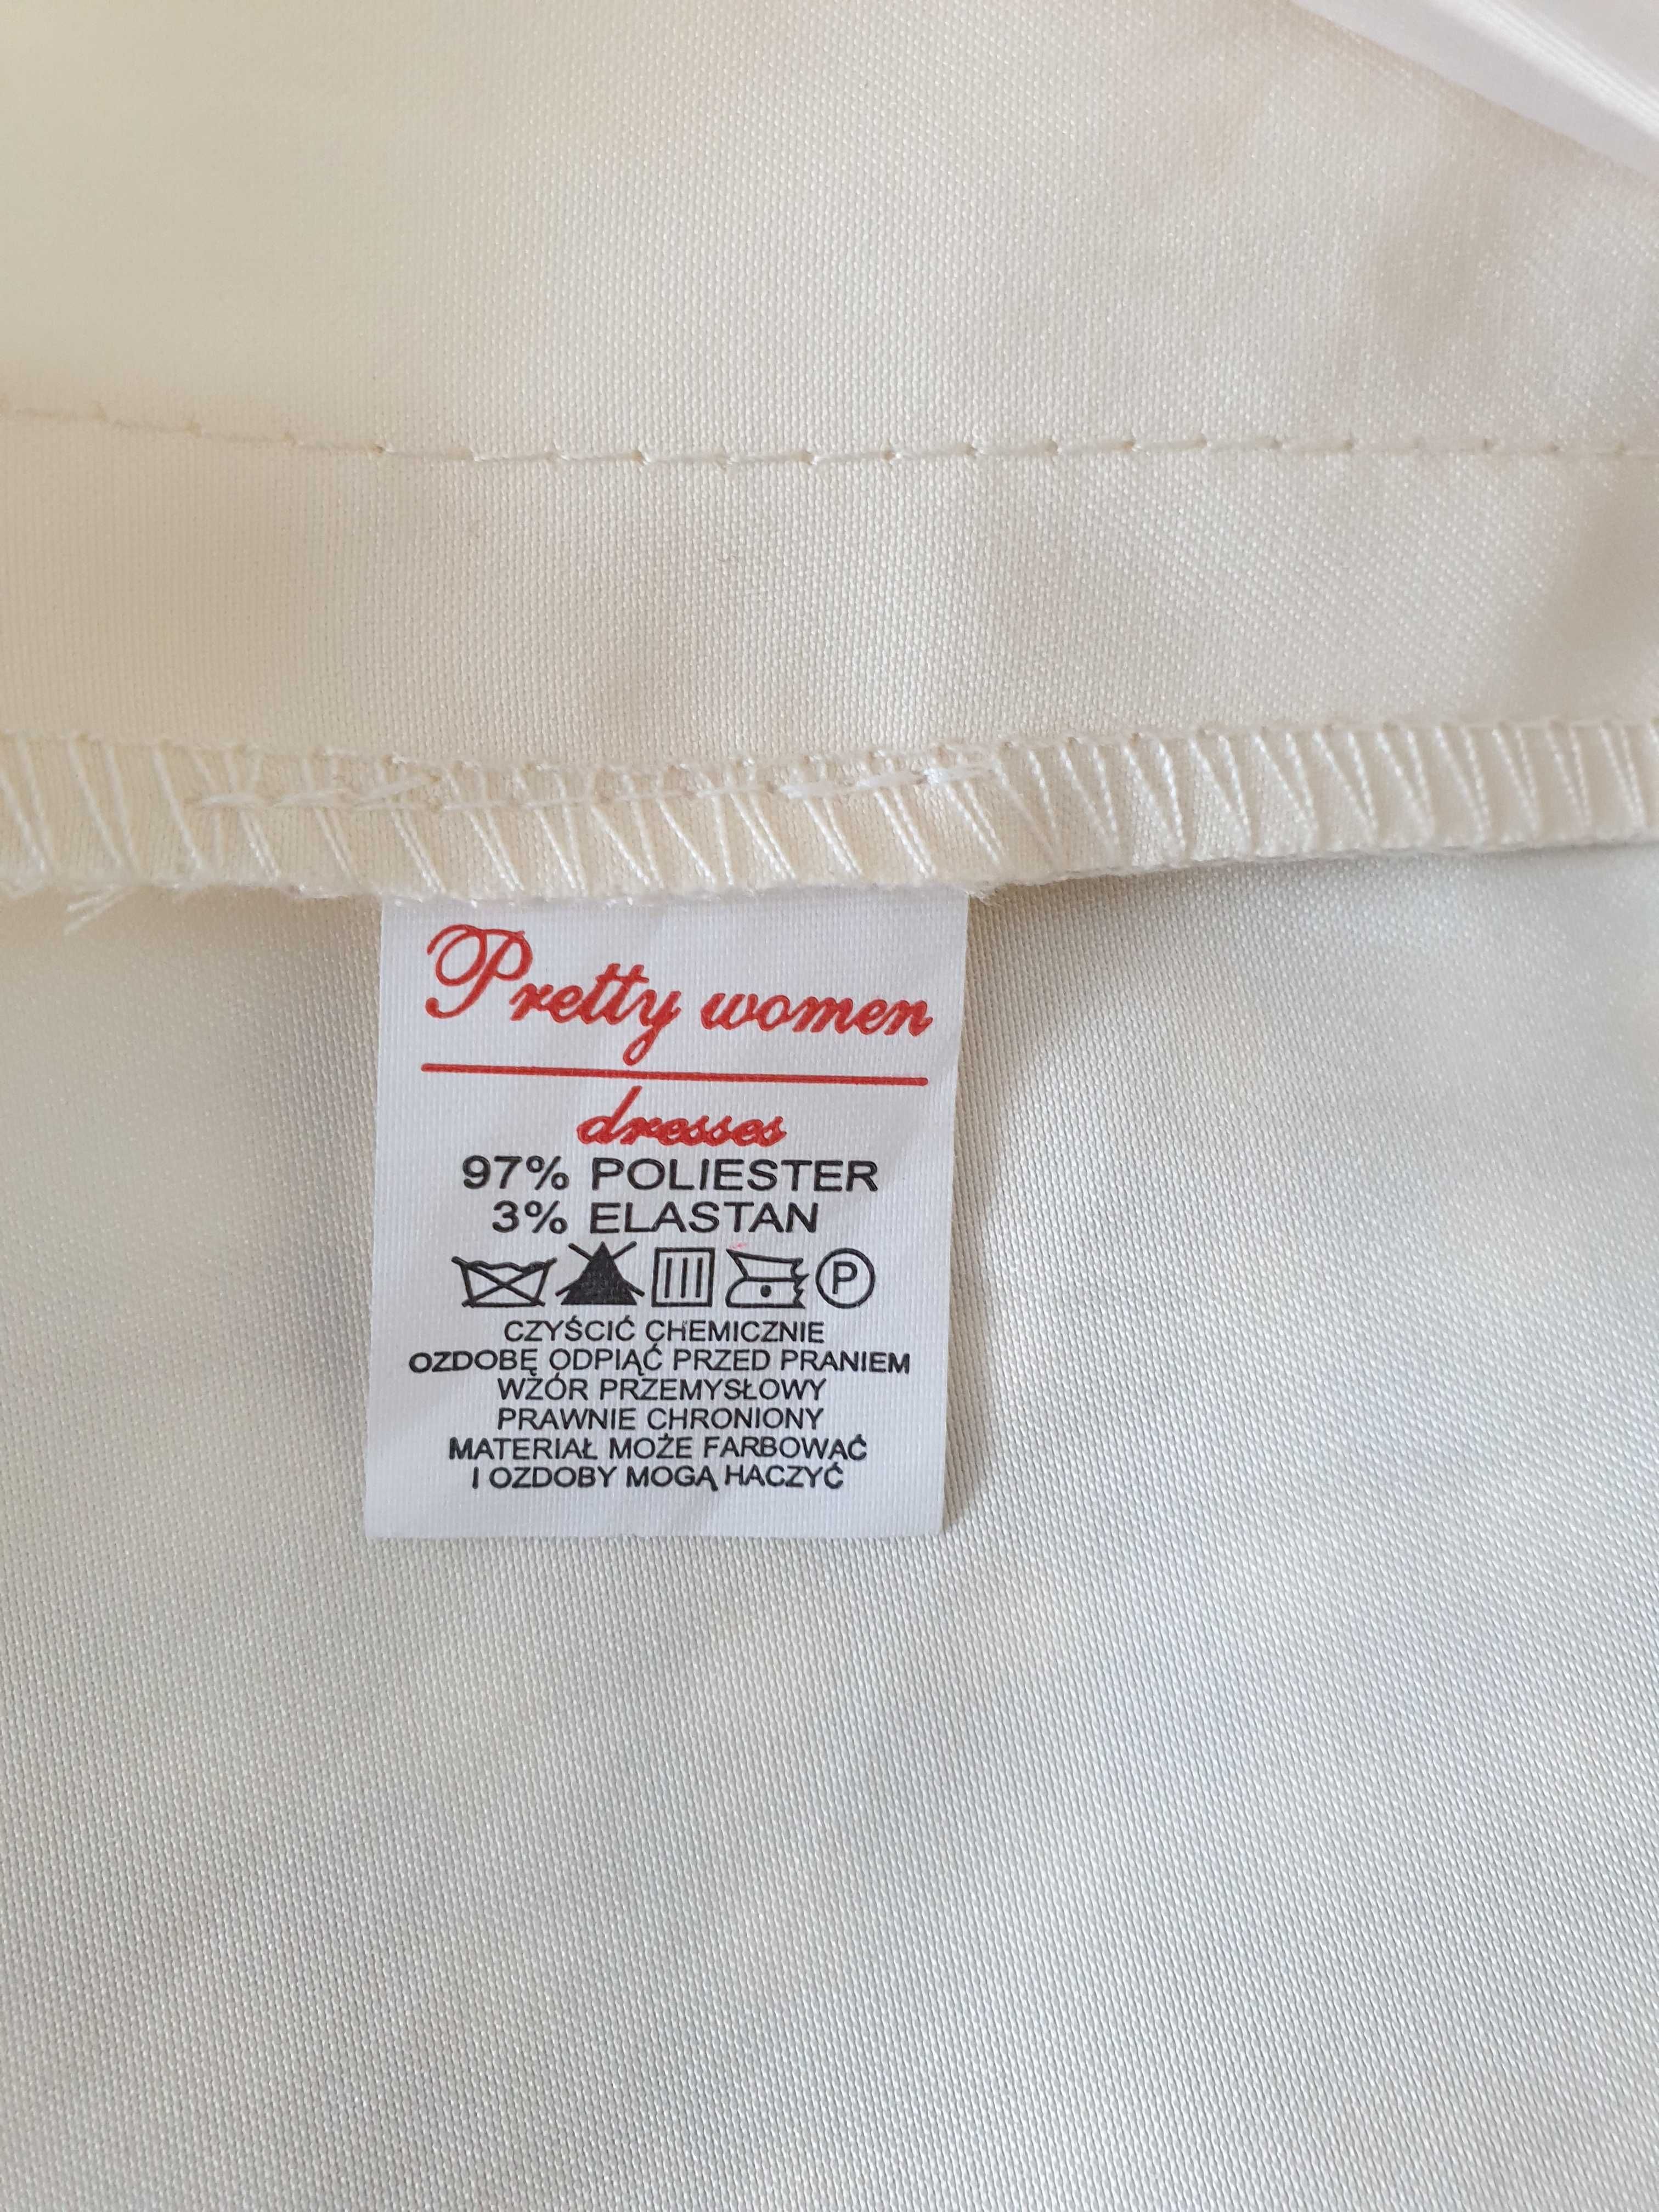 Pretty women
dresses
97% POLIESTER
3% ELASTAN
P
CZYŚCIĆ CHEMICZNIE
OZDOBĘ ODPIĄĆ PRZED PRANIEM
WZÓR PRZEMYSŁOWY
PRAWNIE CHRONIONY
MATERIAŁ MOŻE FARBOWAĆ
I OZDOBY MOGĄ HACZYĆ